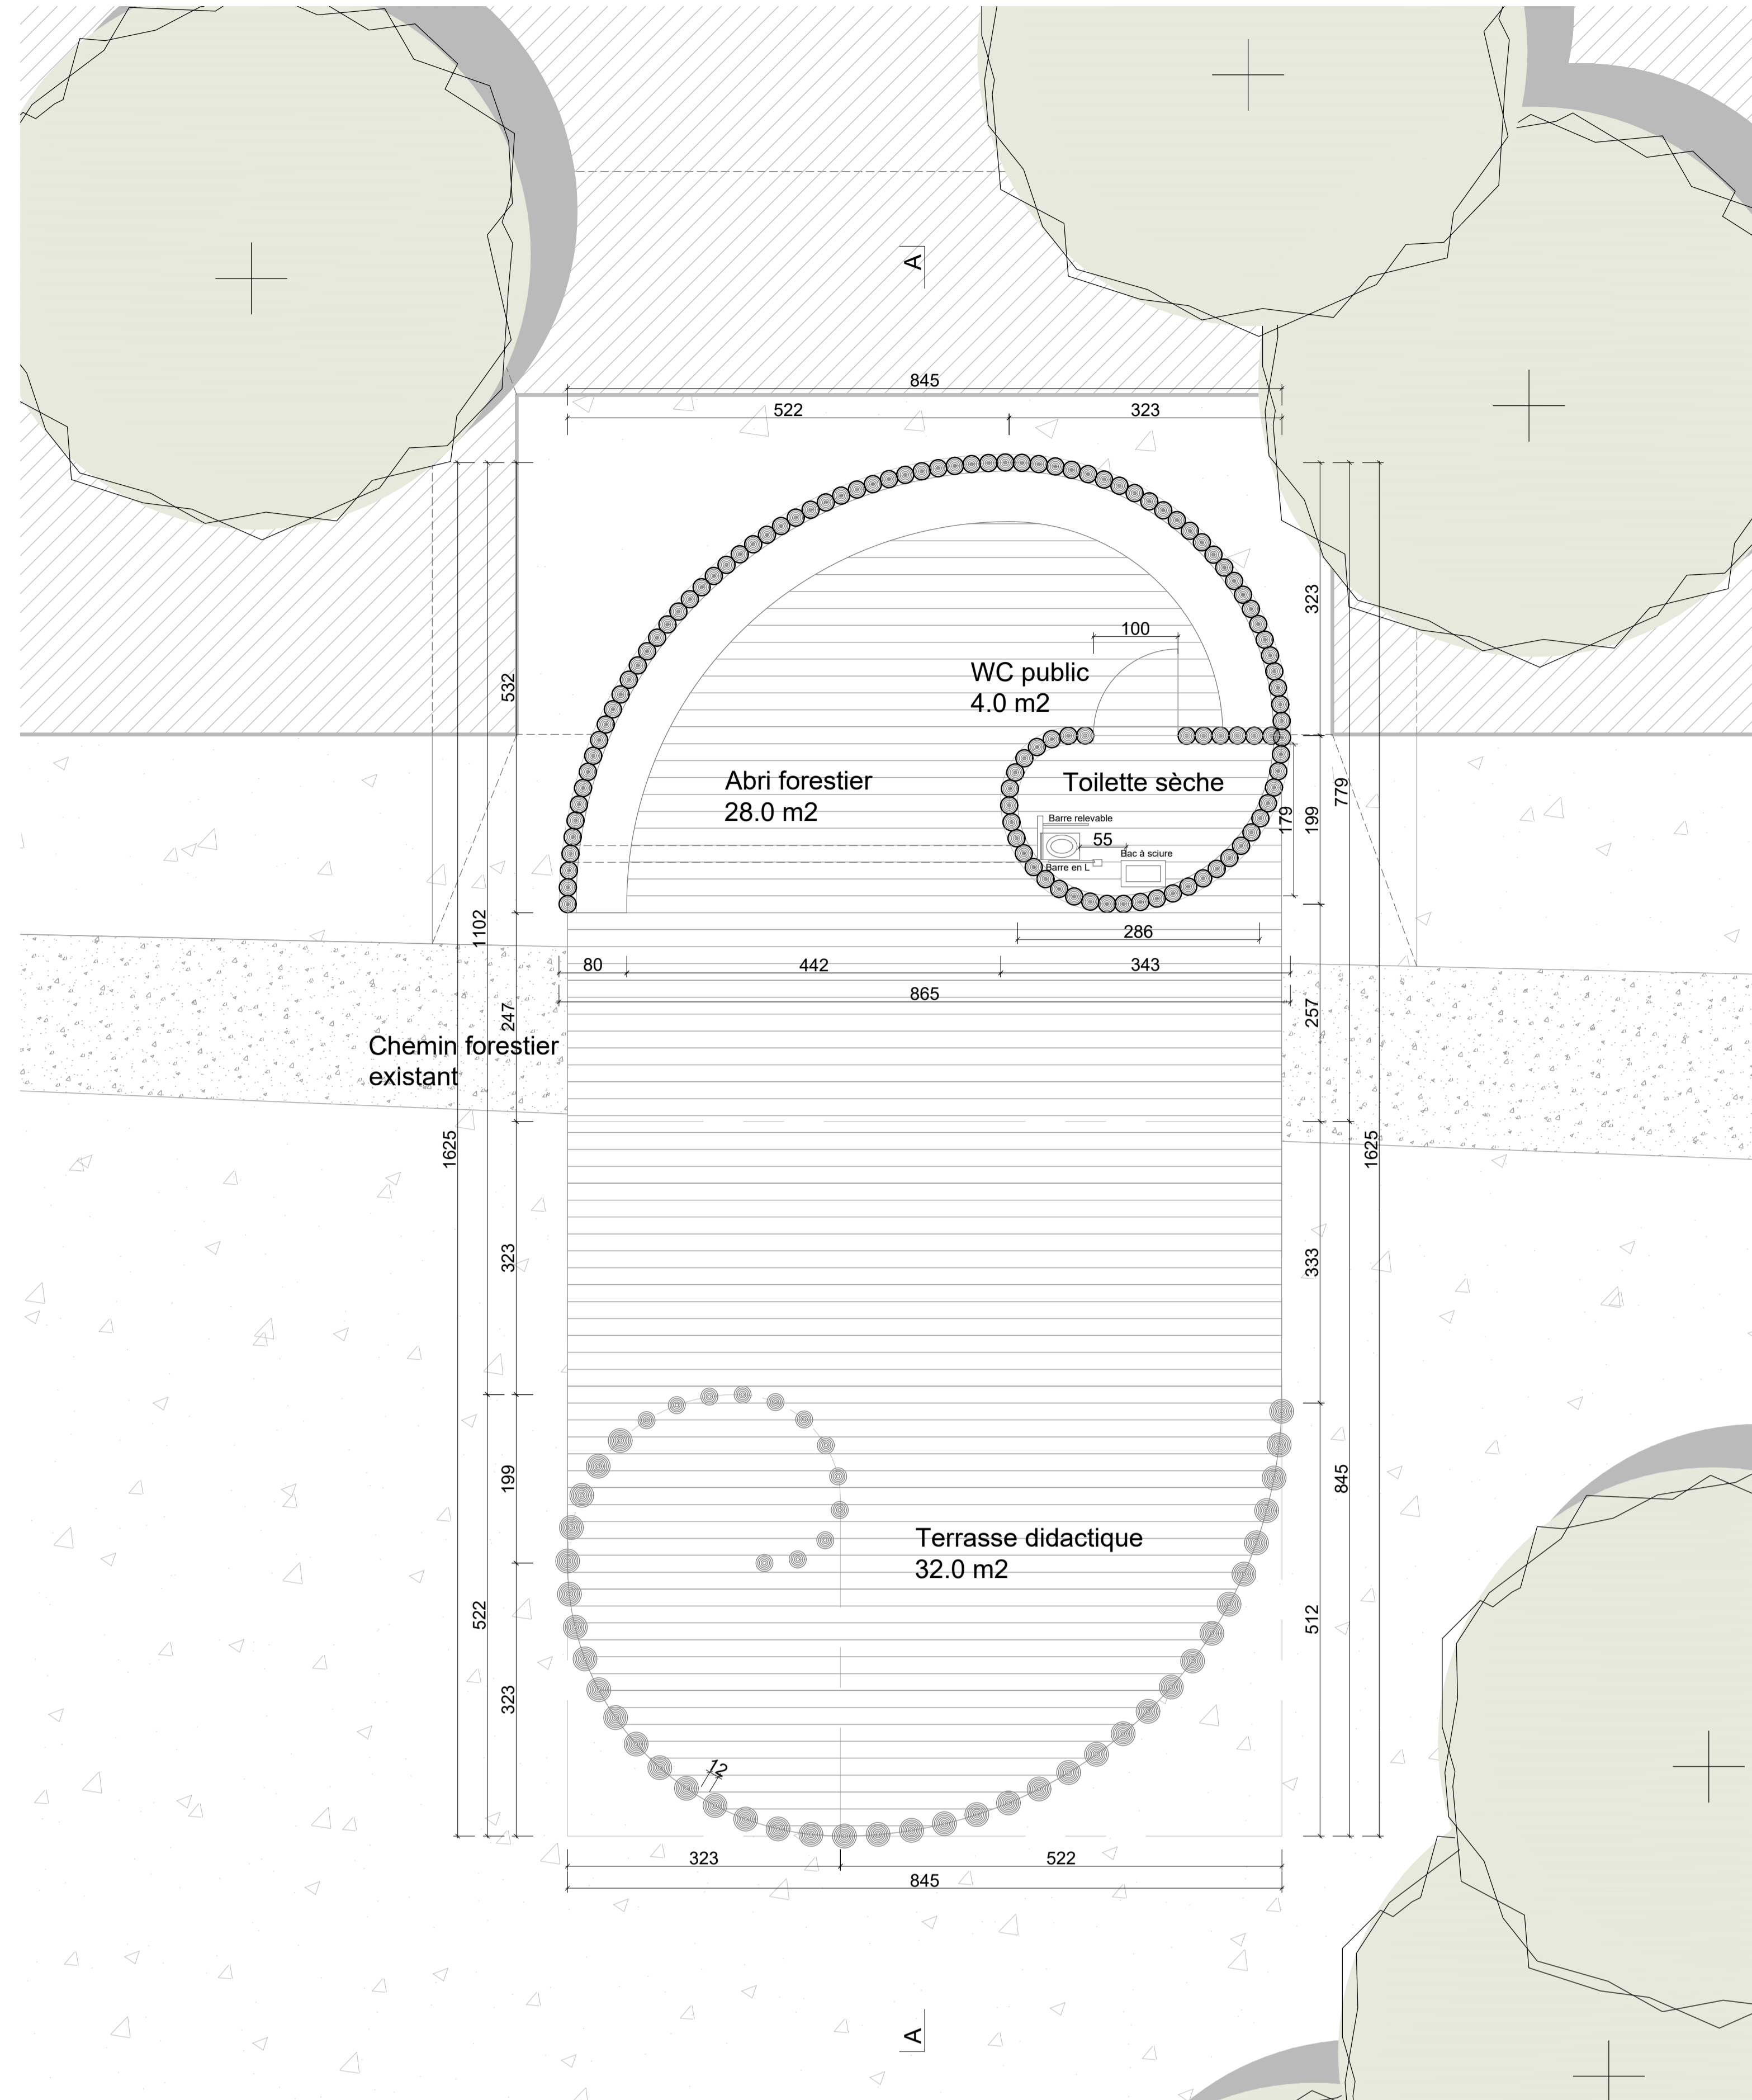 A
845
522
323
323
532
100
WC public
4.0 m2
Abri forestier
28.0 m2
Toilette sèche
779
179
199
Barre relevable
55
Bac à sciure
Barre en L
1102
286
80
442
343
865
247
257
Chemin forestier
existant
1625
1625
323
333
199
845
Terrasse didactique
32.0 m2
522
512
323
12
323
522
845
A